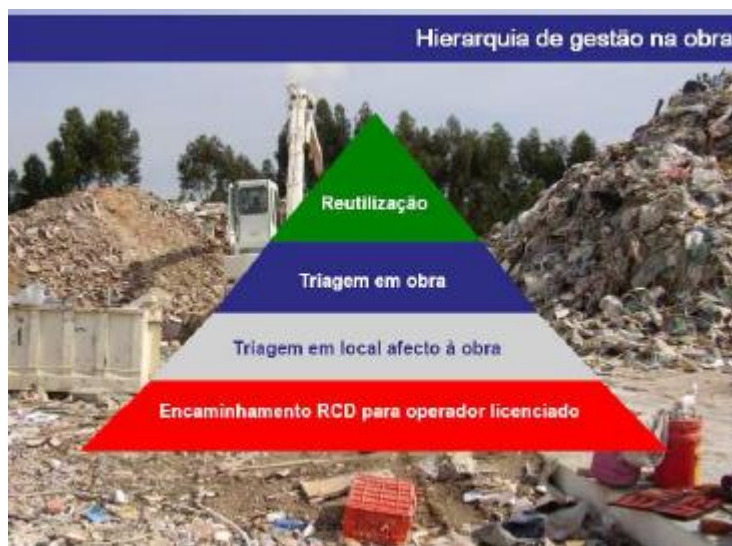 Hierarquia de gestão na obra
Reutilização
Triagem em obra
Triagem em local afecto à obra
Encaminhamento RCD para operador licenciado